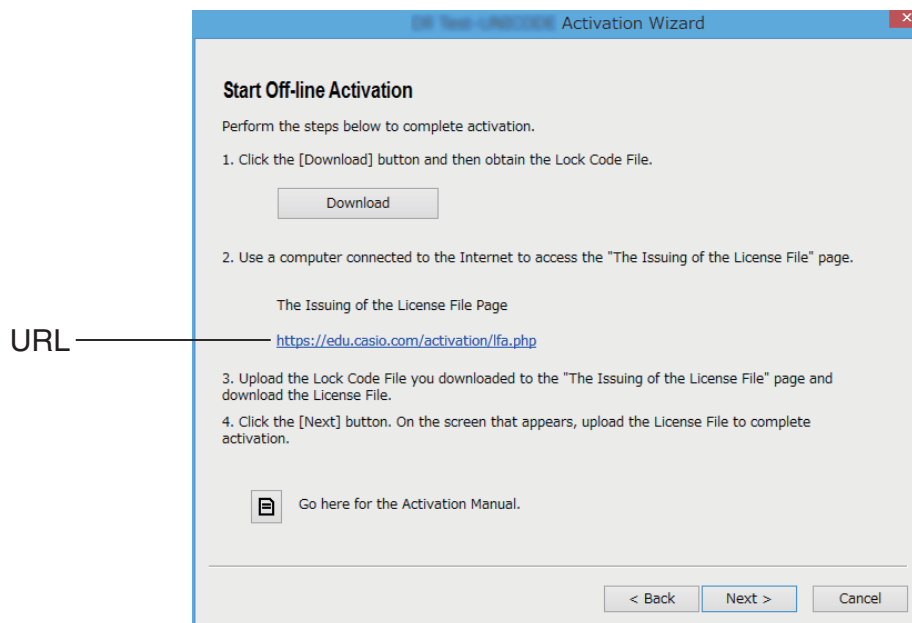 Activation Wizard
Start Off-line Activation
Perform the steps below to complete activation.
1. Click the [Download] button and then obtain the Lock Code File.
Download
2. Use a computer connected to the Internet to access the "The Issuing of the License File" page.
The Issuing of the License File Page
URL
https://edu.casio.com/activation/lfa.php
3. Upload the Lock Code File you downloaded to the "The Issuing of the License File" page and
download the License File.
4. Click the [Next] button. On the screen that appears, upload the License File to complete
activation.
Go here for the Activation Manual.
< Back
Next >
Cancel